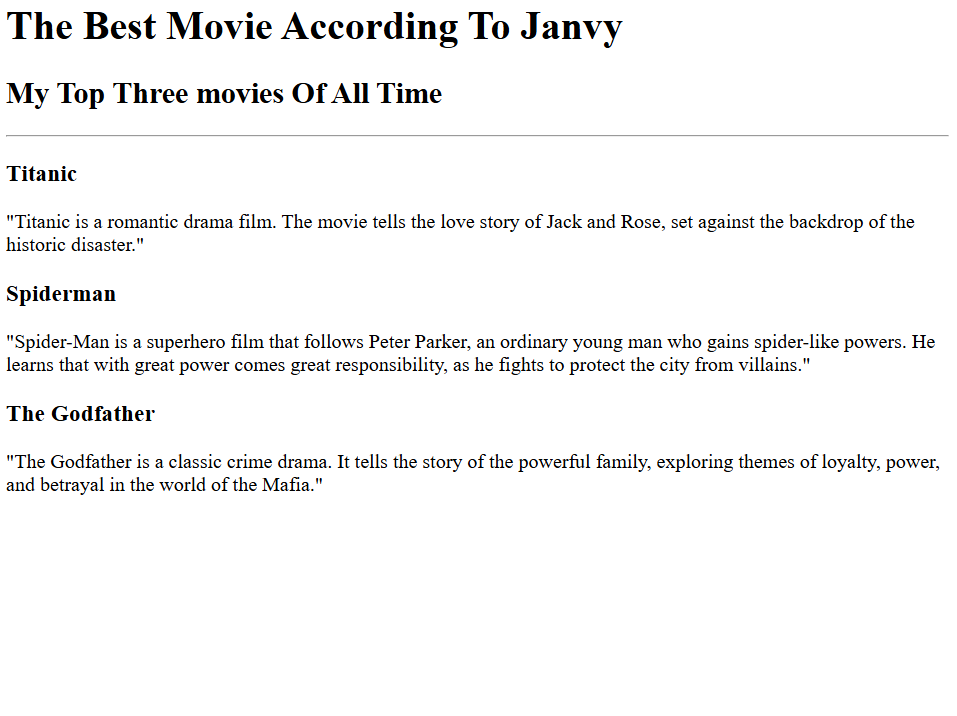 The Best Movie According To Janvy
My Top Three movies Of All Time
Titanic
"Titanic is a romantic drama film. The movie tells the love story of Jack and Rose, set against the backdrop of the
historic disaster."
Spiderman
"Spider-Man is a superhero film that follows Peter Parker, an ordinary young man who gains spider-like powers. He
learns that with great power comes great responsibility, as he fights to protect the city from villains."
The Godfather
"The Godfather is a classic crime drama. It tells the story of the powerful family, exploring themes of loyalty, power,
and betrayal in the world of the Mafia."